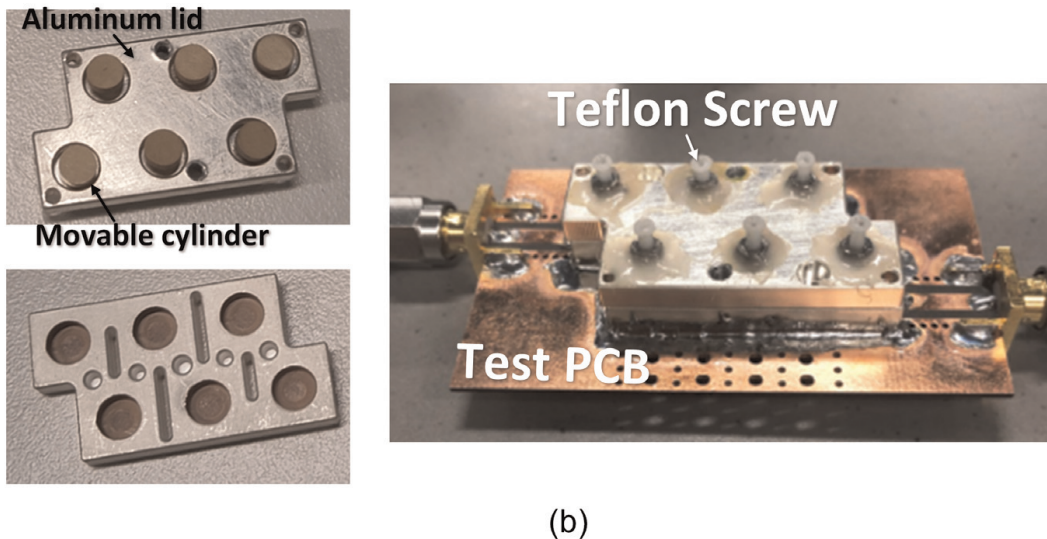 Aluminum lid
Movable cylinder
Teflon Screw
Test PCB
(b)